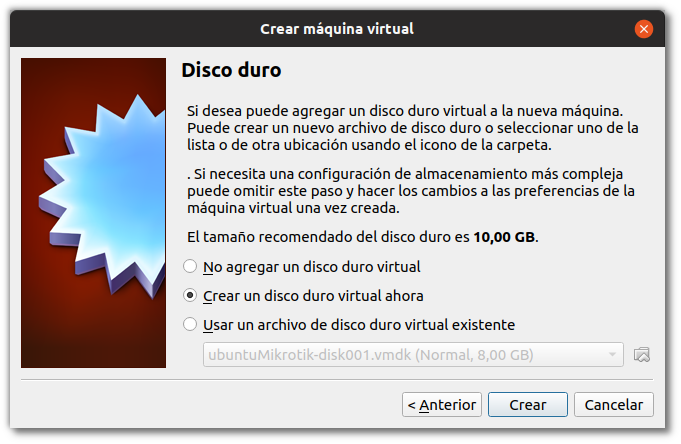 Crear máquina virtual
Disco duro
Si desea puede agregar un disco duro virtual a la nueva máquina.
Puede crear un nuevo archivo de disco duro o seleccionar uno de la
lista o de otra ubicación usando el icono de la carpeta.
. Si necesita una configuración de almacenamiento más compleja
puede omitir este paso y hacer los cambios a las preferencias de la
máquina virtual una vez creada.
El tamaño recomendado del disco duro es 10,00 GB.
No agregar un disco duro virtual
Crear un disco duro virtual ahora
Usar un archivo de disco duro virtual existente
ubuntuMikrotik-disk001.vmdk (Normal, 8,00 GB)
< Anterior
Crear
Cancelar